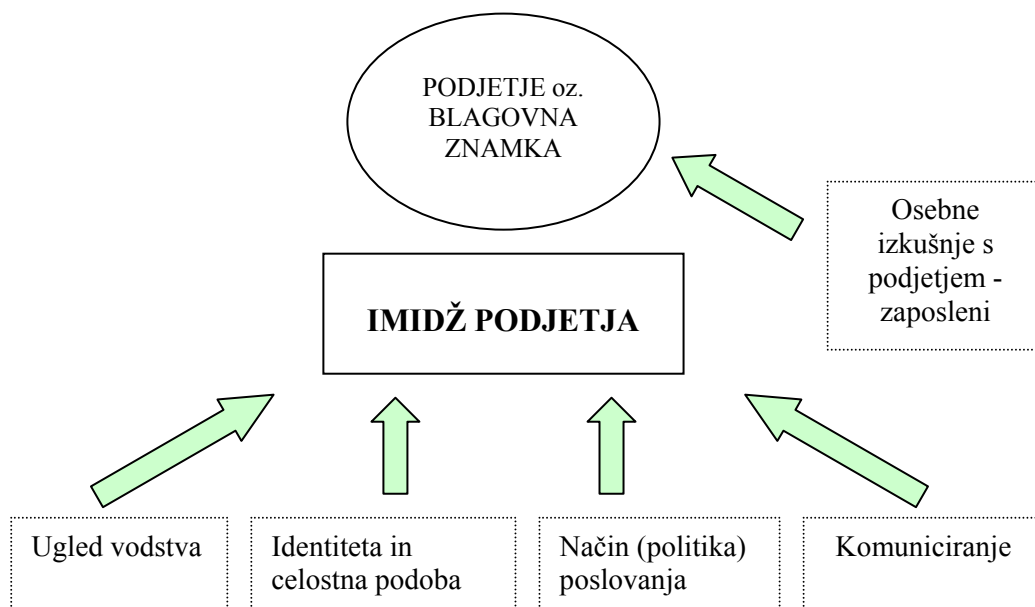 PODJETJE oz.
BLAGOVNA
ZNAMKA
Osebne
izkušnje s
podjetjem -
zaposleni
IMIDŽ PODJETJA
Ugled vodstva
Identiteta in
celostna podoba
Način (politika)
poslovanja
Komuniciranje